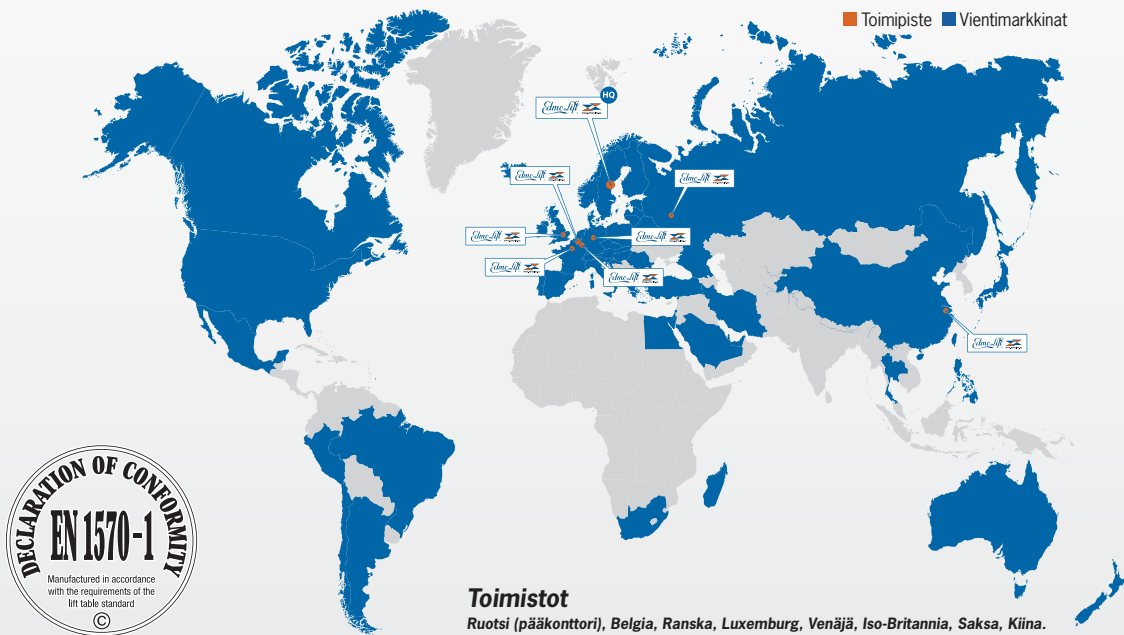 Toimipiste Vientimarkkinat
HQ
Edmo Lift
Edmo Lift
Edmo Lift
Edmo Lift
Edmo Lift
Edmo Lift
Edmo Lift
Edmo Lift
DECLARATION OF CONFORMITY
EN 1570-1
Manufactured in accordance
with the requirements of the
lift table standard
©
Toimistot
Ruotsi (pääkonttori), Belgia, Ranska, Luxemburg, Venäjä, Iso-Britannia, Saksa, Kiina.